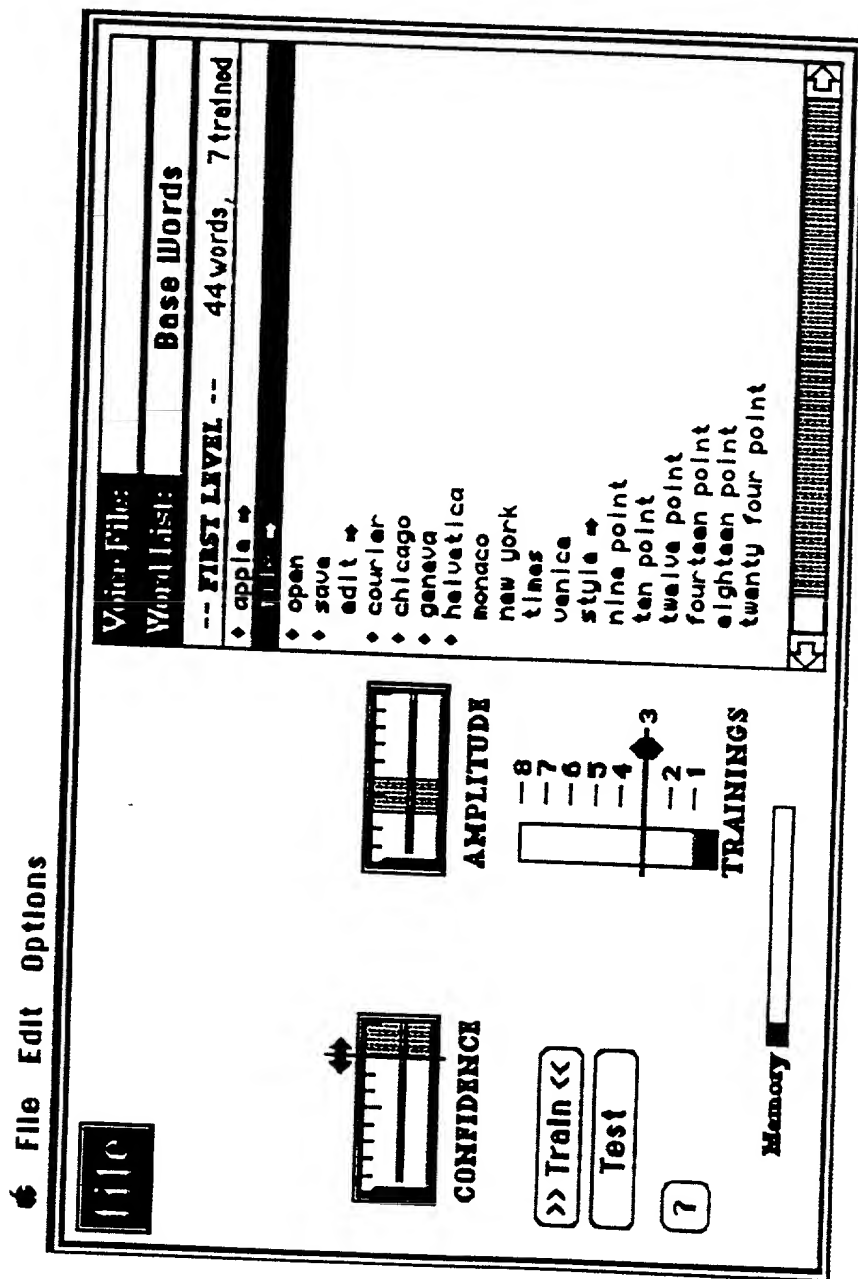 File Edit Options
file
Voice File:
Word List: Base Words
-- FIRST LEVEL -- 44 words, 7 trained
apple
file
open
save
edit
courier
chicago
geneva
helvetica
monaco
new york
times
venice
style
nine point
ten point
twelve point
fourteen point
eighteen point
twenty four point
CONFIDENCE
AMPLITUDE
>> Train <<
Test
?
8
7
6
5
4
3
2
1
TRAININGS
Memory